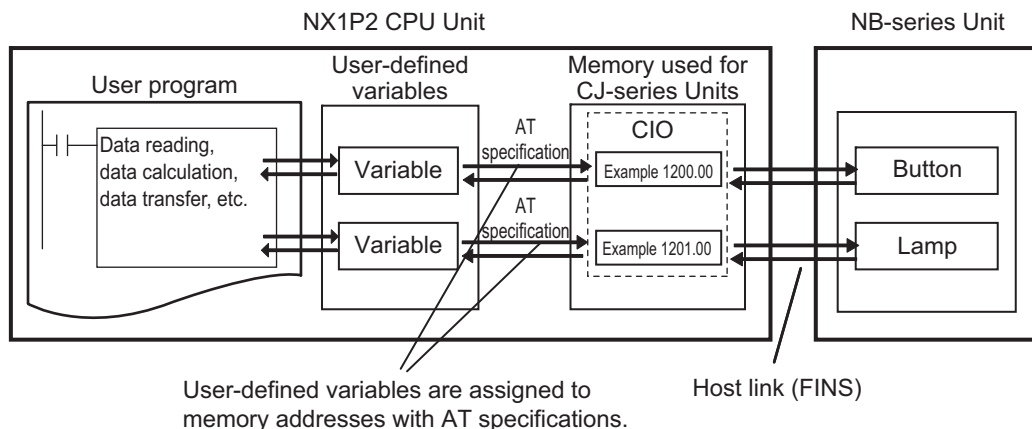 NX1P2 CPU Unit
NB-series Unit
User program
User-defined
variables
Memory used for
CJ-series Units
Data reading,
data calculation,
data transfer, etc.
Variable
Variable
AT
specification
AT
specification
CIO
Example 1200.00
Example 1201.00
Button
Lamp
User-defined variables are assigned to
memory addresses with AT specifications.
Host link (FINS)